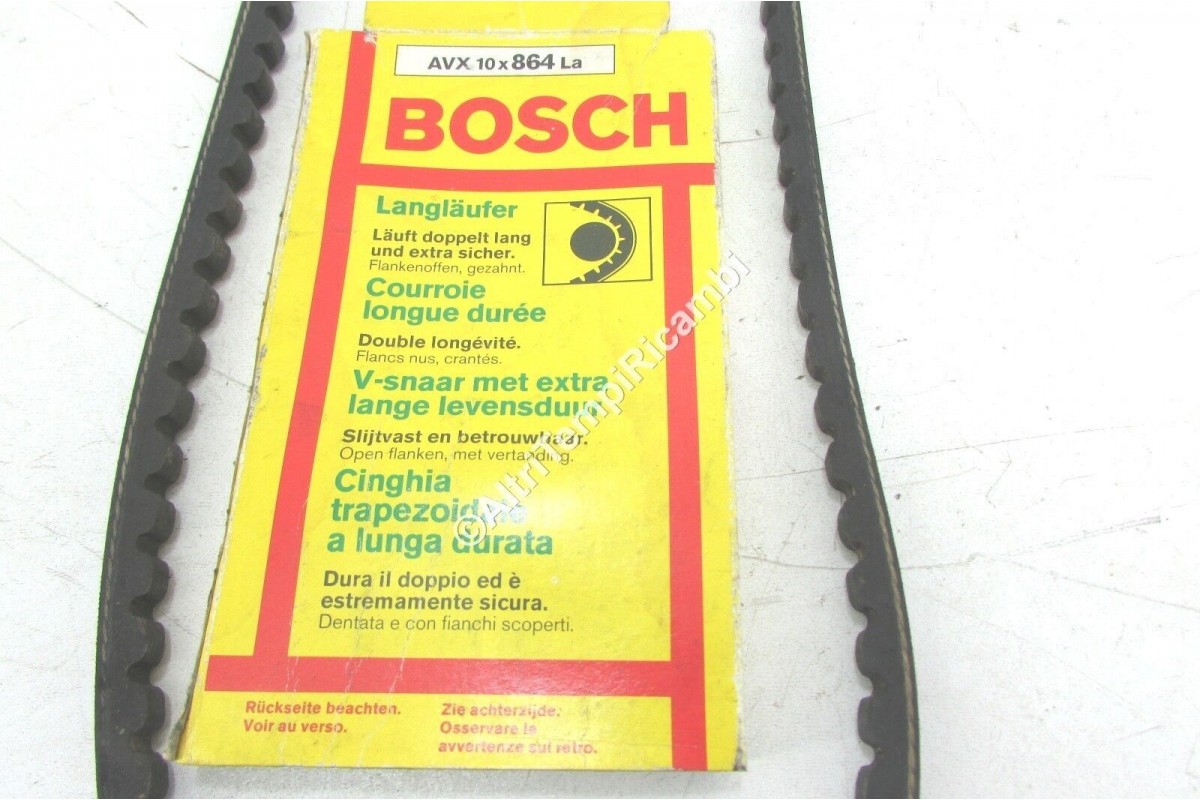 AVX 10 x 864 La
BOSCH
Langläufer
Läuft doppelt lang
und extra sicher.
Flankenoffen, gezahnt.
Courroie
longue durée
Double longévité.
Flancs nus, crantés.
V-snaar met extra
lange levensduur
Slijtvast en betrouwbaar.
Open flanken, met vertanding.
Cinghia
trapezoidale
a lunga durata
Dura il doppio ed è
estremamente sicura.
Dentata e con fianchi scoperti.
Rückseite beachten.
Voir au verso.
Zie achterzijde.
Osservare le
avvertenze sul retro.
©AltriTempiRicambi